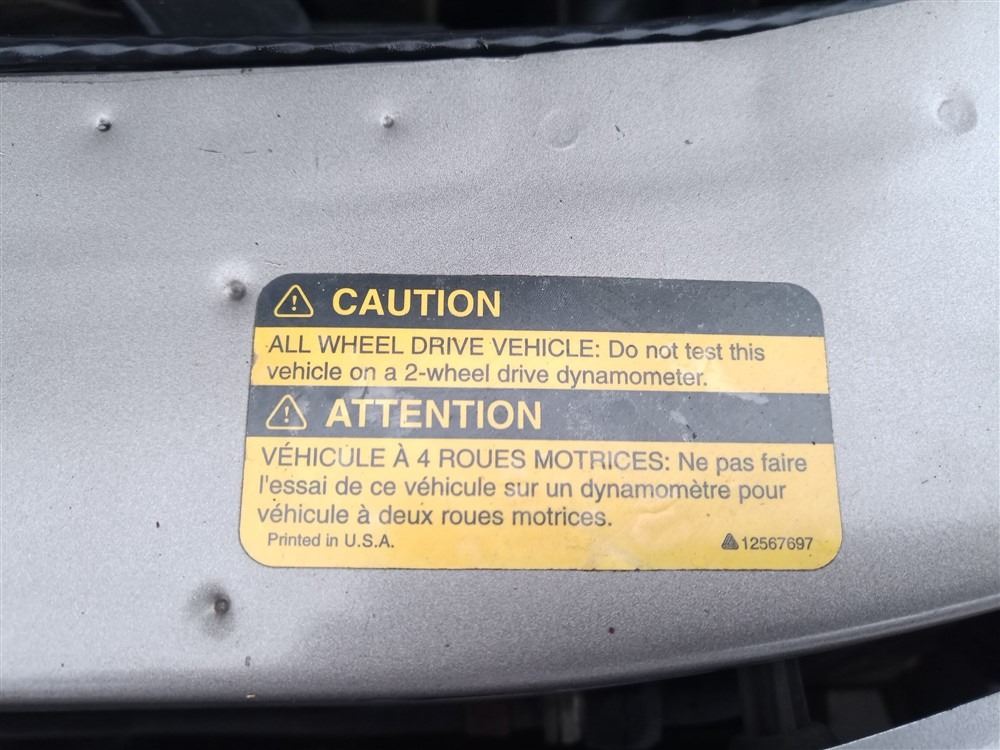 CAUTION
ALL WHEEL DRIVE VEHICLE: Do not test this
vehicle on a 2-wheel drive dynamometer.
ATTENTION
VÉHICULE À 4 ROUES MOTRICES: Ne pas faire
l'essai de ce véhicule sur un dynamomètre pour
véhicule à deux roues motrices.
Printed in U.S.A. 12567697